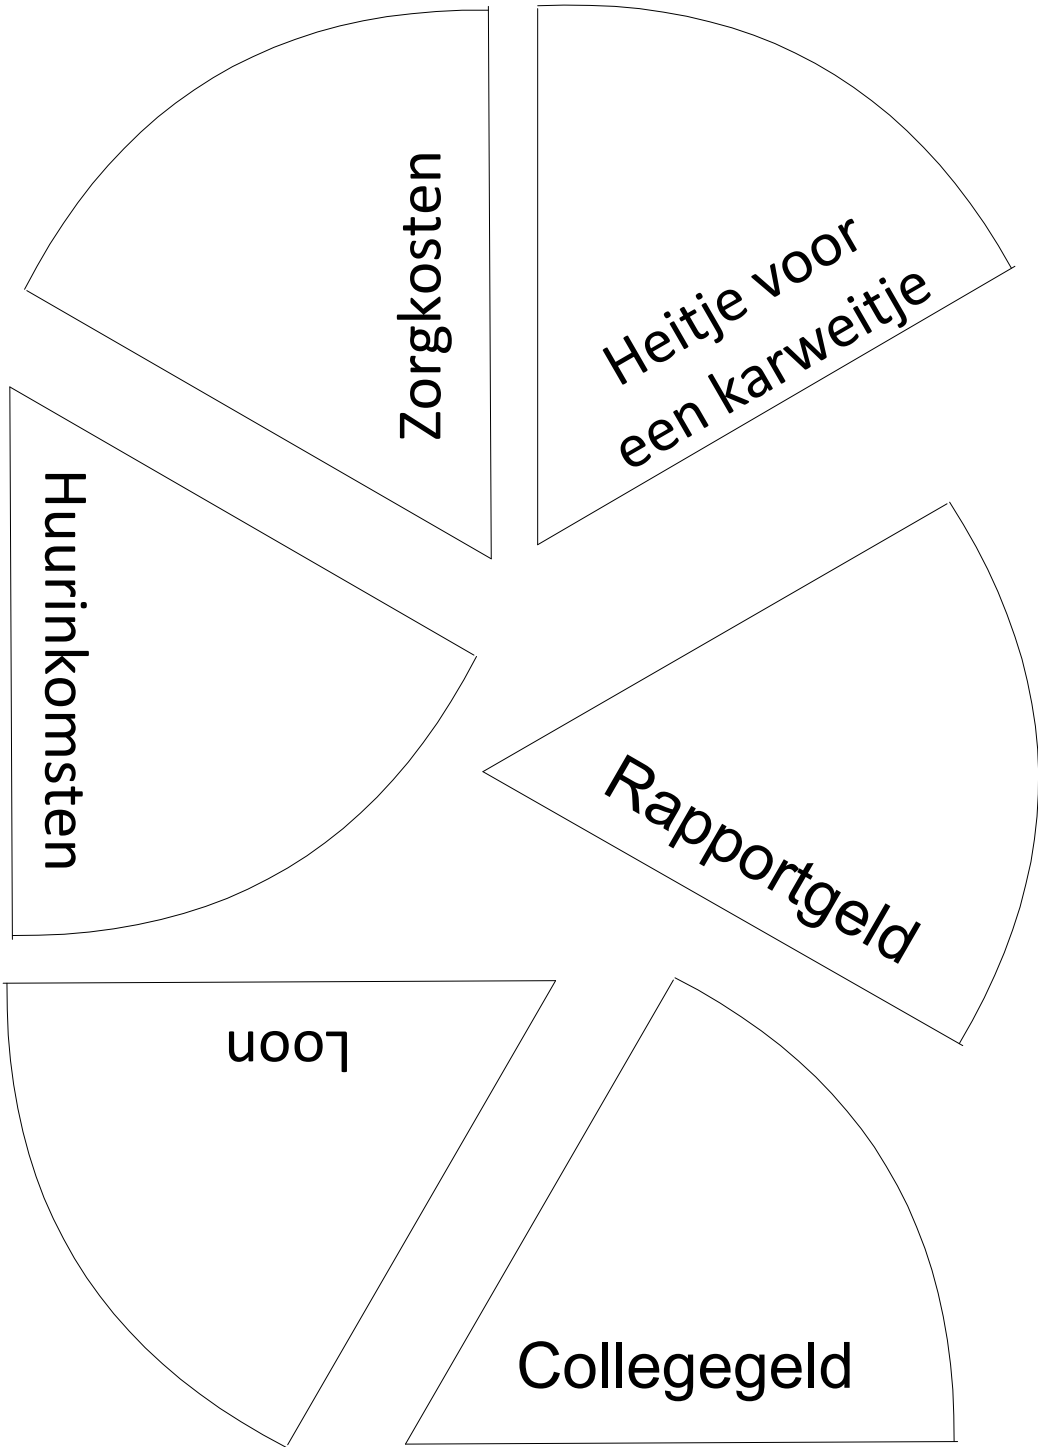 Zorgkosten
Heitje voor
een karweitje
Huurinkomsten
Rapportgeld
Loon
Collegegeld